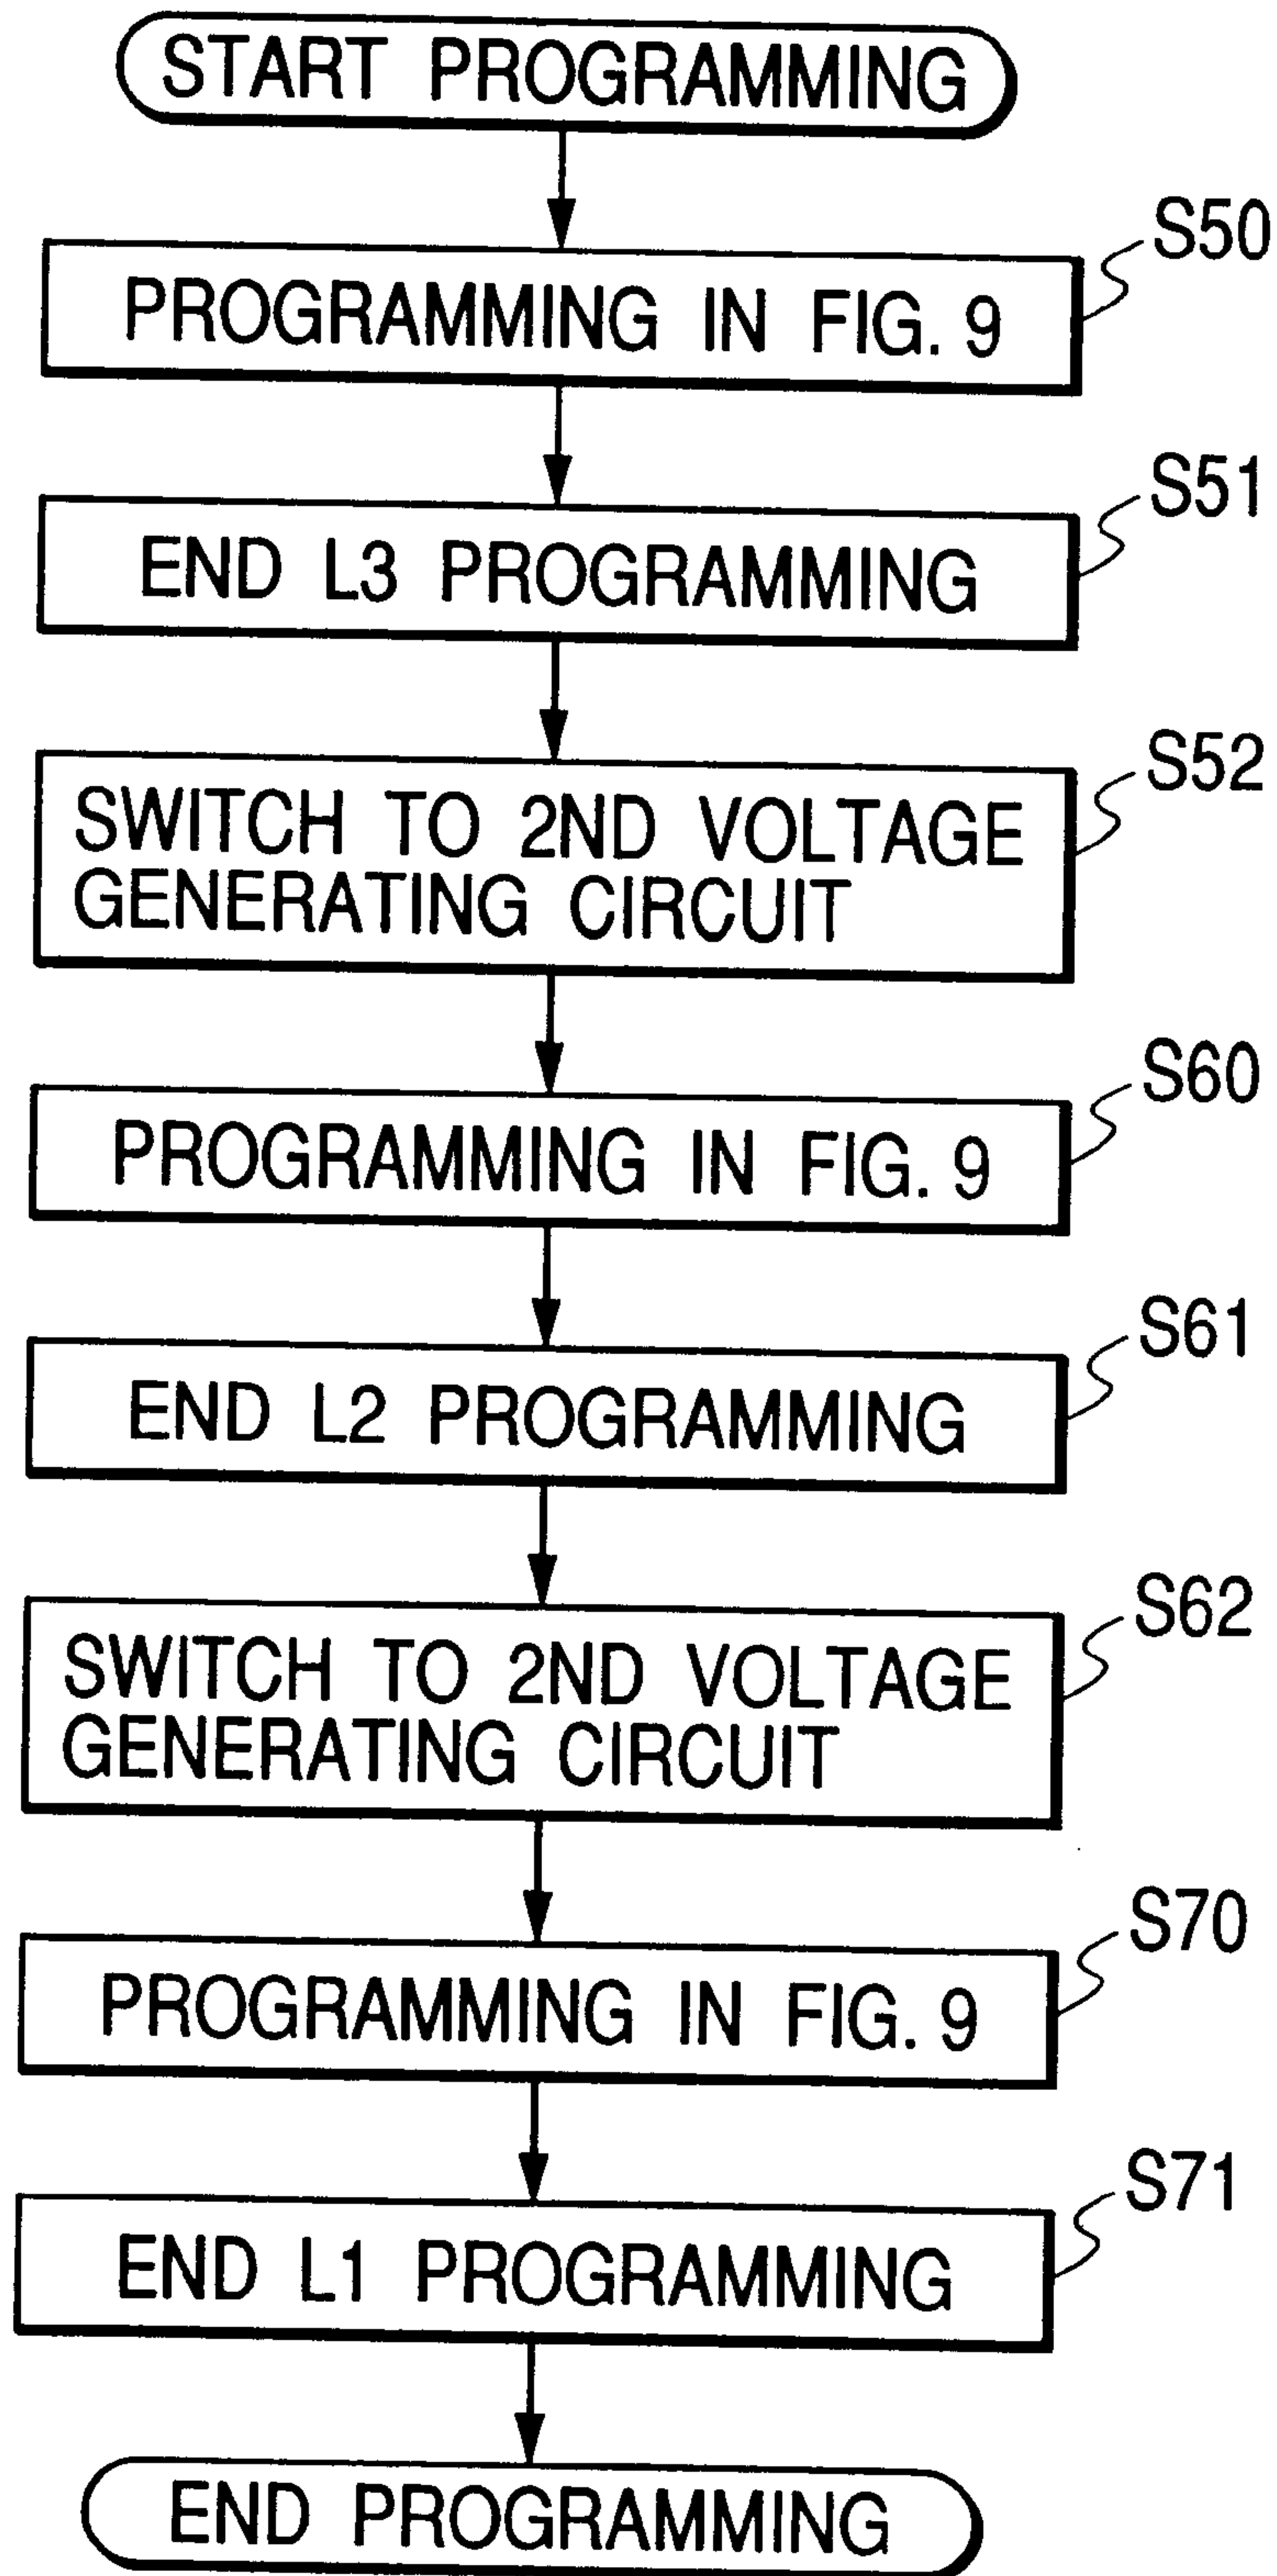 START PROGRAMMING
S50
PROGRAMMING IN FIG. 9
S51
END L3 PROGRAMMING
S52
SWITCH TO 2ND VOLTAGE
GENERATING CIRCUIT
S60
PROGRAMMING IN FIG. 9
S61
END L2 PROGRAMMING
S62
SWITCH TO 2ND VOLTAGE
GENERATING CIRCUIT
S70
PROGRAMMING IN FIG. 9
S71
END L1 PROGRAMMING
END PROGRAMMING